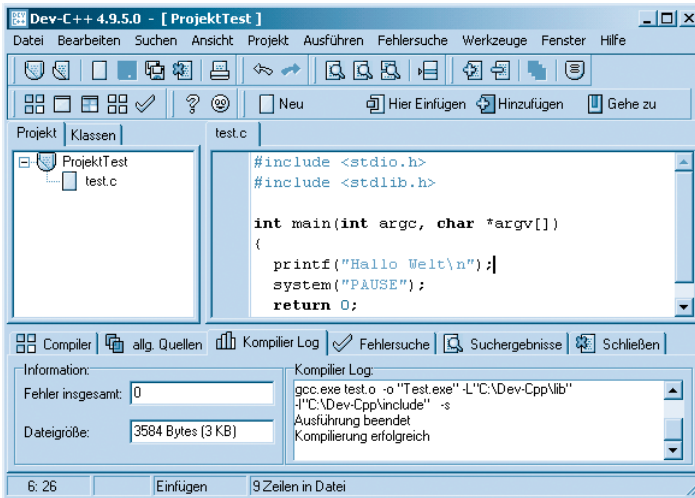 Dev-C++ 4.9.5.0 - [ ProjektTest ]
Datei Bearbeiten Suchen Ansicht Projekt Ausführen Fehlersuche Werkzeuge Fenster Hilfe
Neu Hier Einfügen Hinzufügen Gehe zu
Projekt Klassen test.c
ProjektTest
test.c
#include <stdio.h>
#include <stdlib.h>
int main(int argc, char *argv[])
{
printf("Hallo Welt\n");
system("PAUSE");
return 0;
Compiler allg. Quellen Kompilier Log Fehlersuche Suchergebnisse Schließen
Information:
Fehler insgesamt: 0
Dateigröße: 3584 Bytes (3 KB)
Kompilier Log:
gcc.exe test.o -o "Test.exe" -L"C:\Dev-Cpp\lib"
-I"C:\Dev-Cpp\include" -s
Ausführung beendet
Kompilierung erfolgreich
6: 26 Einfügen 9 Zeilen in Datei